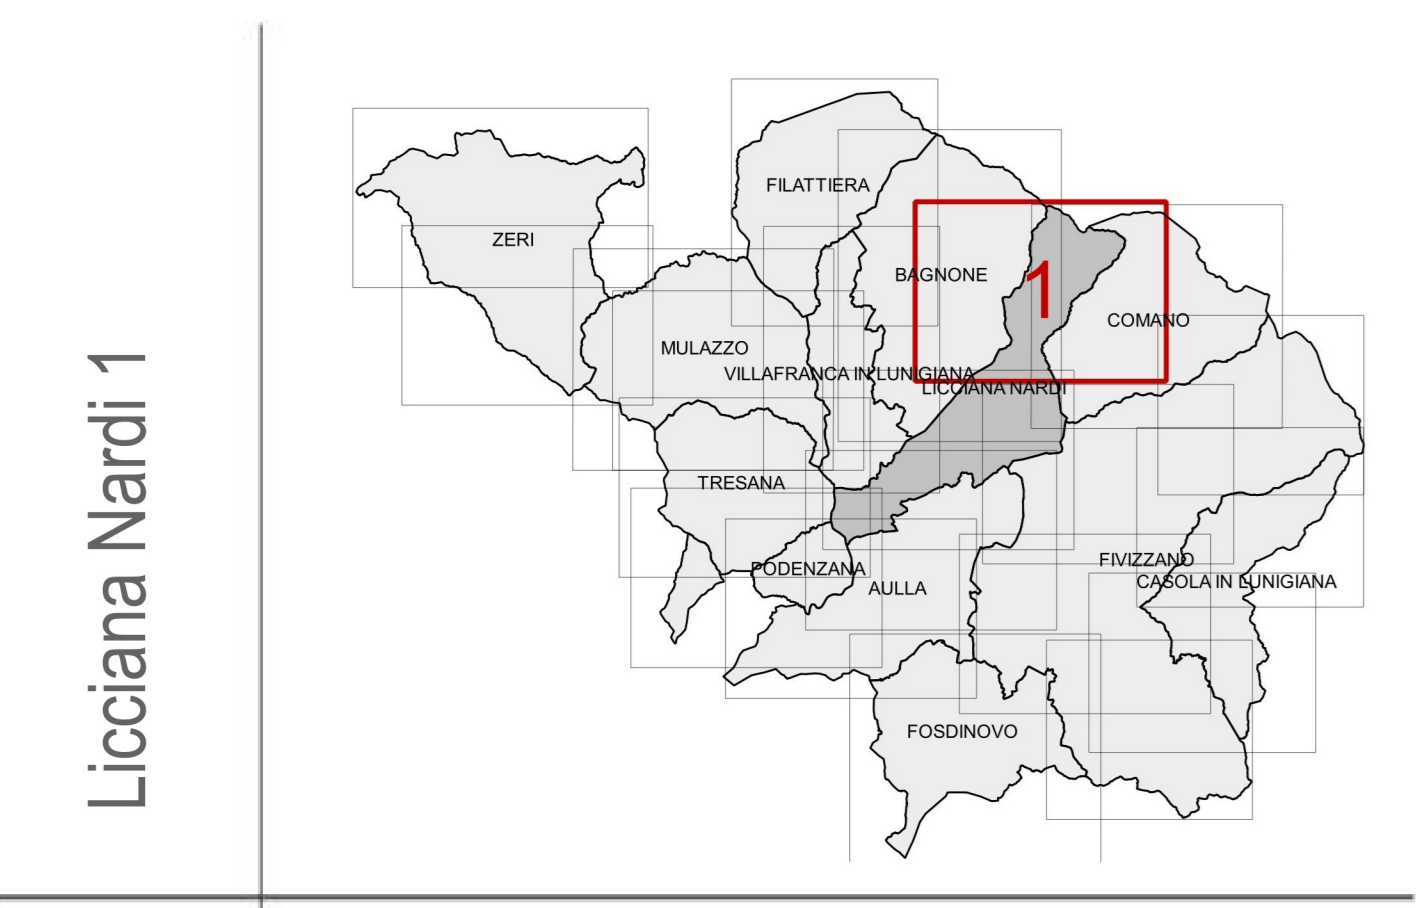 Licciana Nardi 1
FILATTIERA
ZERI
BAGNONE
1
COMANO
MULAZZO
VILLAFRANCA IN LUNIGIANA
LICCIANA NARDI
TRESANA
FIVIZZANO
PODENZANA
CASOLA IN LUNIGIANA
AULLA
FOSDINOVO